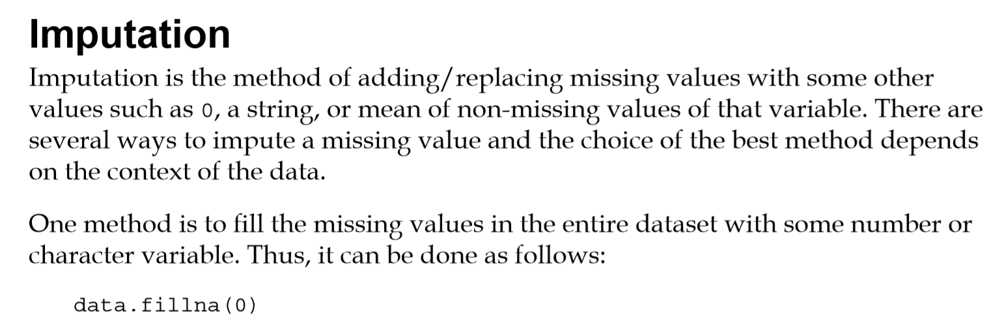 Imputation
Imputation is the method of adding/replacing missing values with some other
values such as 0, a string, or mean of non-missing values of that variable. There are
several ways to impute a missing value and the choice of the best method depends
on the context of the data.
One method is to fill the missing values in the entire dataset with some number or
character variable. Thus, it can be done as follows:
data.fillna(0)